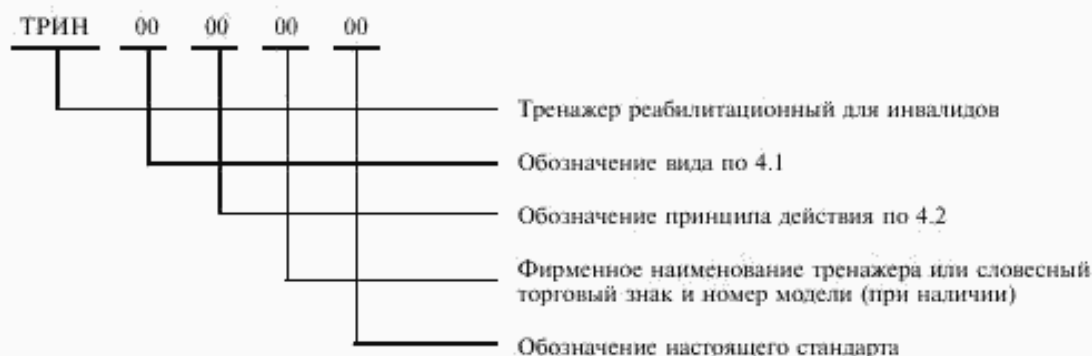 ТРИН 00 00 00 00
Тренажер реабилитационный для инвалидов
Обозначение вида по 4.1
Обозначение принципа действия по 4.2
Фирменное наименование тренажера или словесный
торговый знак и номер модели (при наличии)
Обозначение настоящего стандарта